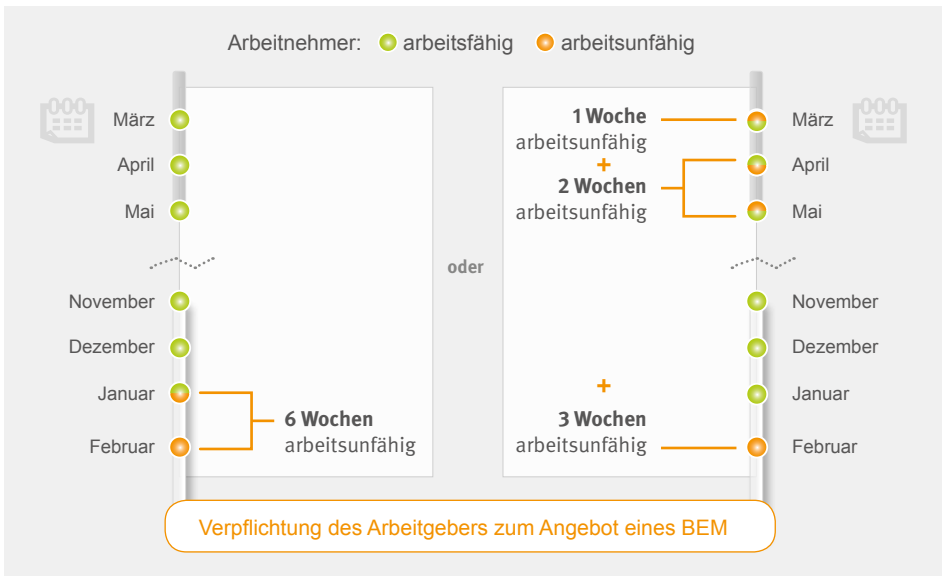 Arbeitnehmer: arbeitsfähig arbeitsunfähig
März
April
Mai
November
Dezember
Januar
Februar
6 Wochen
arbeitsunfähig
oder
1 Woche
arbeitsunfähig
+
2 Wochen
arbeitsunfähig
+
3 Wochen
arbeitsunfähig
März
April
Mai
November
Dezember
Januar
Februar
Verpflichtung des Arbeitgebers zum Angebot eines BEM